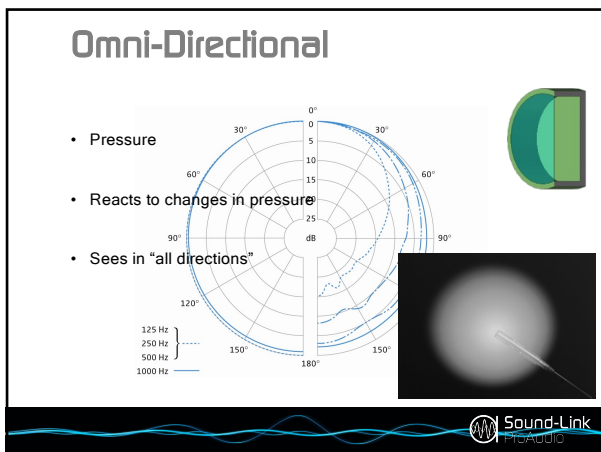 Omni-Directional
• Pressure
• Reacts to changes in pressure
• Sees in “all directions”
0°
30°
30°
60°
60°
90°
90°
120°
150°
150°
180°
0
5
10
15
20
25
dB
125 Hz
250 Hz
500 Hz
1000 Hz
Sound-Link
ProAudio